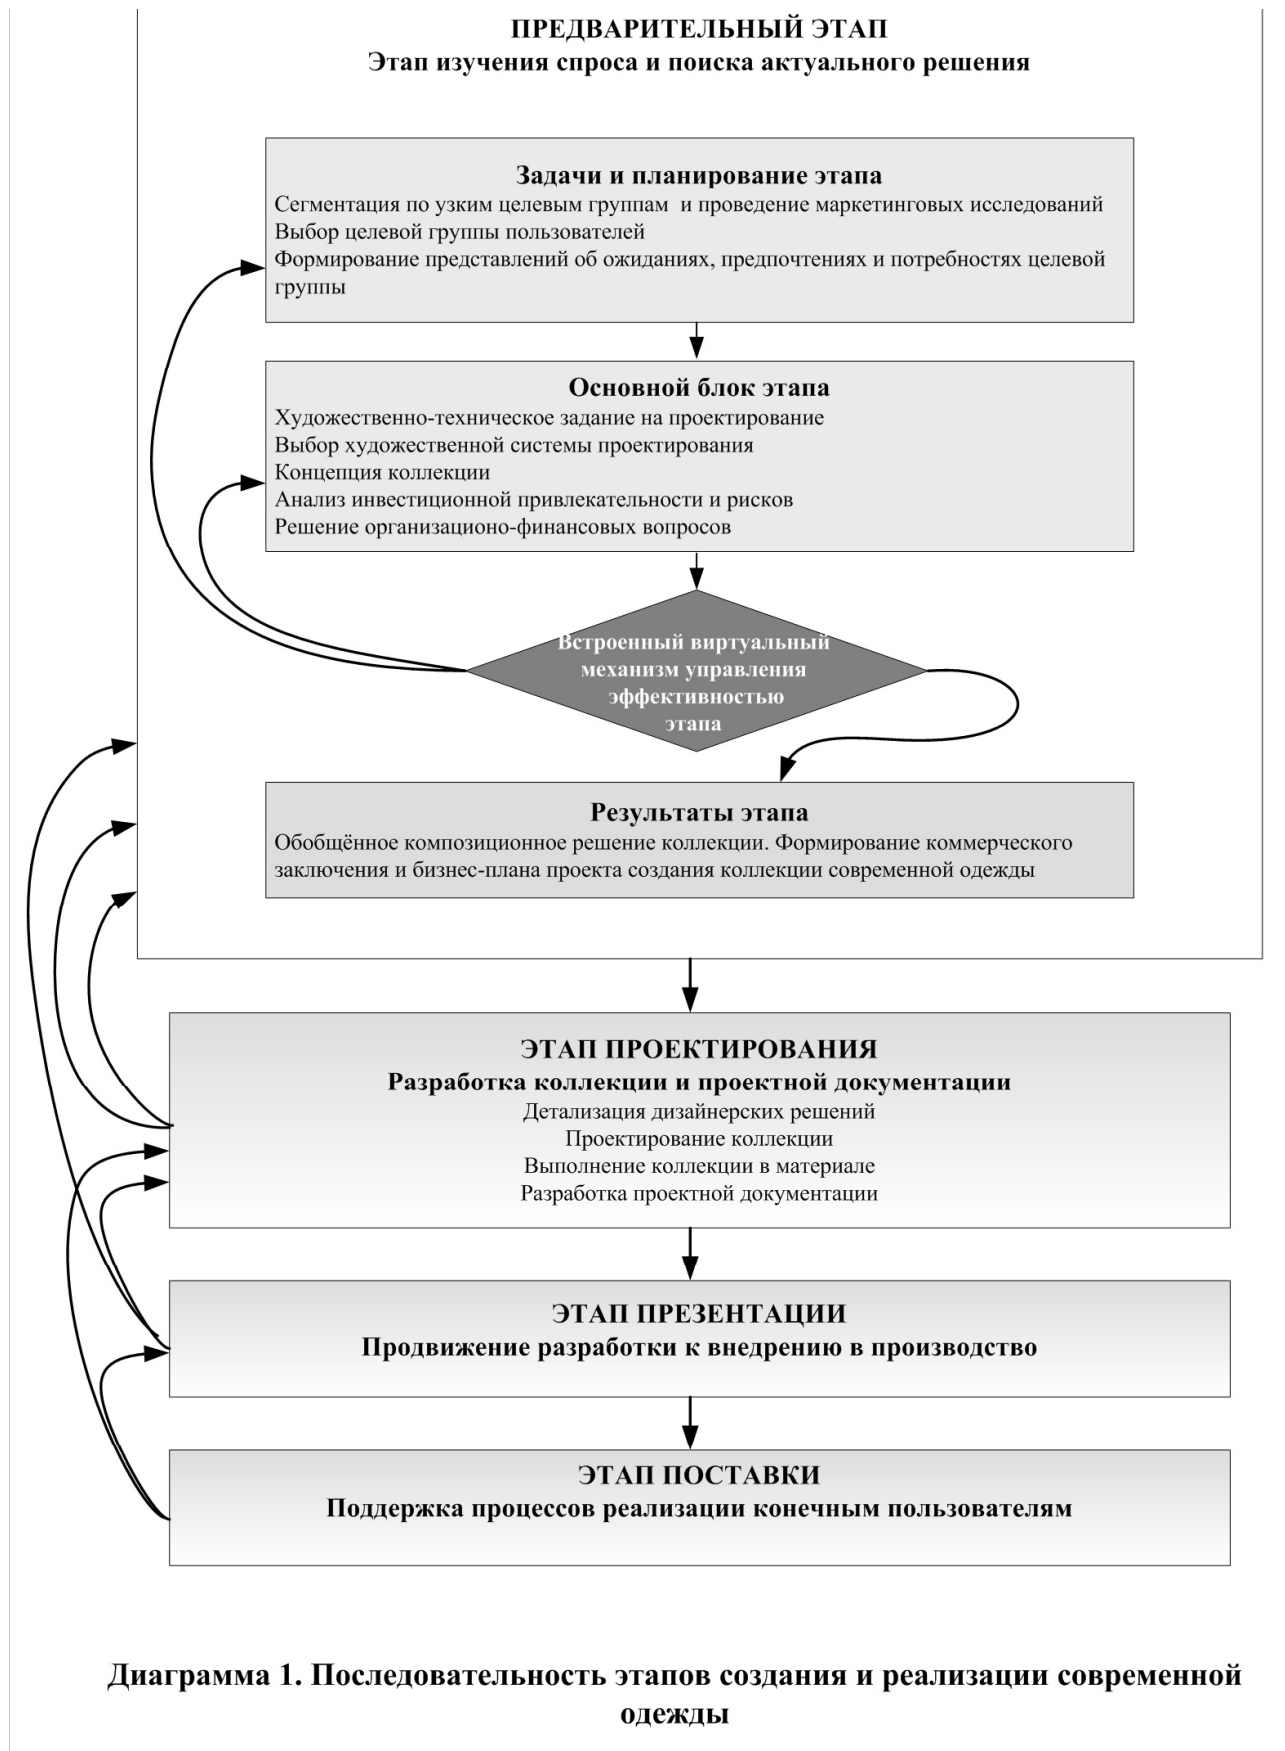 ПРЕДВАРИТЕЛЬНЫЙ ЭТАП
Этап изучения спроса и поиска актуального решения
Задачи и планирование этапа
Сегментация по узким целевым группам и проведение маркетинговых исследований
Выбор целевой группы пользователей
Формирование представлений об ожиданиях, предпочтениях и потребностях целевой
группы
Основной блок этапа
Художественно-техническое задание на проектирование
Выбор художественной системы проектирования
Концепция коллекции
Анализ инвестиционной привлекательности и рисков
Решение организационо-финансовых вопросов
Встроенный виртуальный
механизм управления
эффективностью
этапа
Результаты этапа
Обобщённое композиционное решение коллекции. Формирование коммерческого
заключения и бизнес-плана проекта создания коллекции современной одежды
ЭТАП ПРОЕКТИРОВАНИЯ
Разработка коллекции и проектной документации
Детализация дизайнерских решений
Проектирование коллекции
Выполнение коллекции в материале
Разработка проектной документации
ЭТАП ПРЕЗЕНТАЦИИ
Продвижение разработки к внедрению в производство
ЭТАП ПОСТАВКИ
Поддержка процессов реализации конечным пользователям
Диаграмма 1. Последовательность этапов создания и реализации современной
одежды